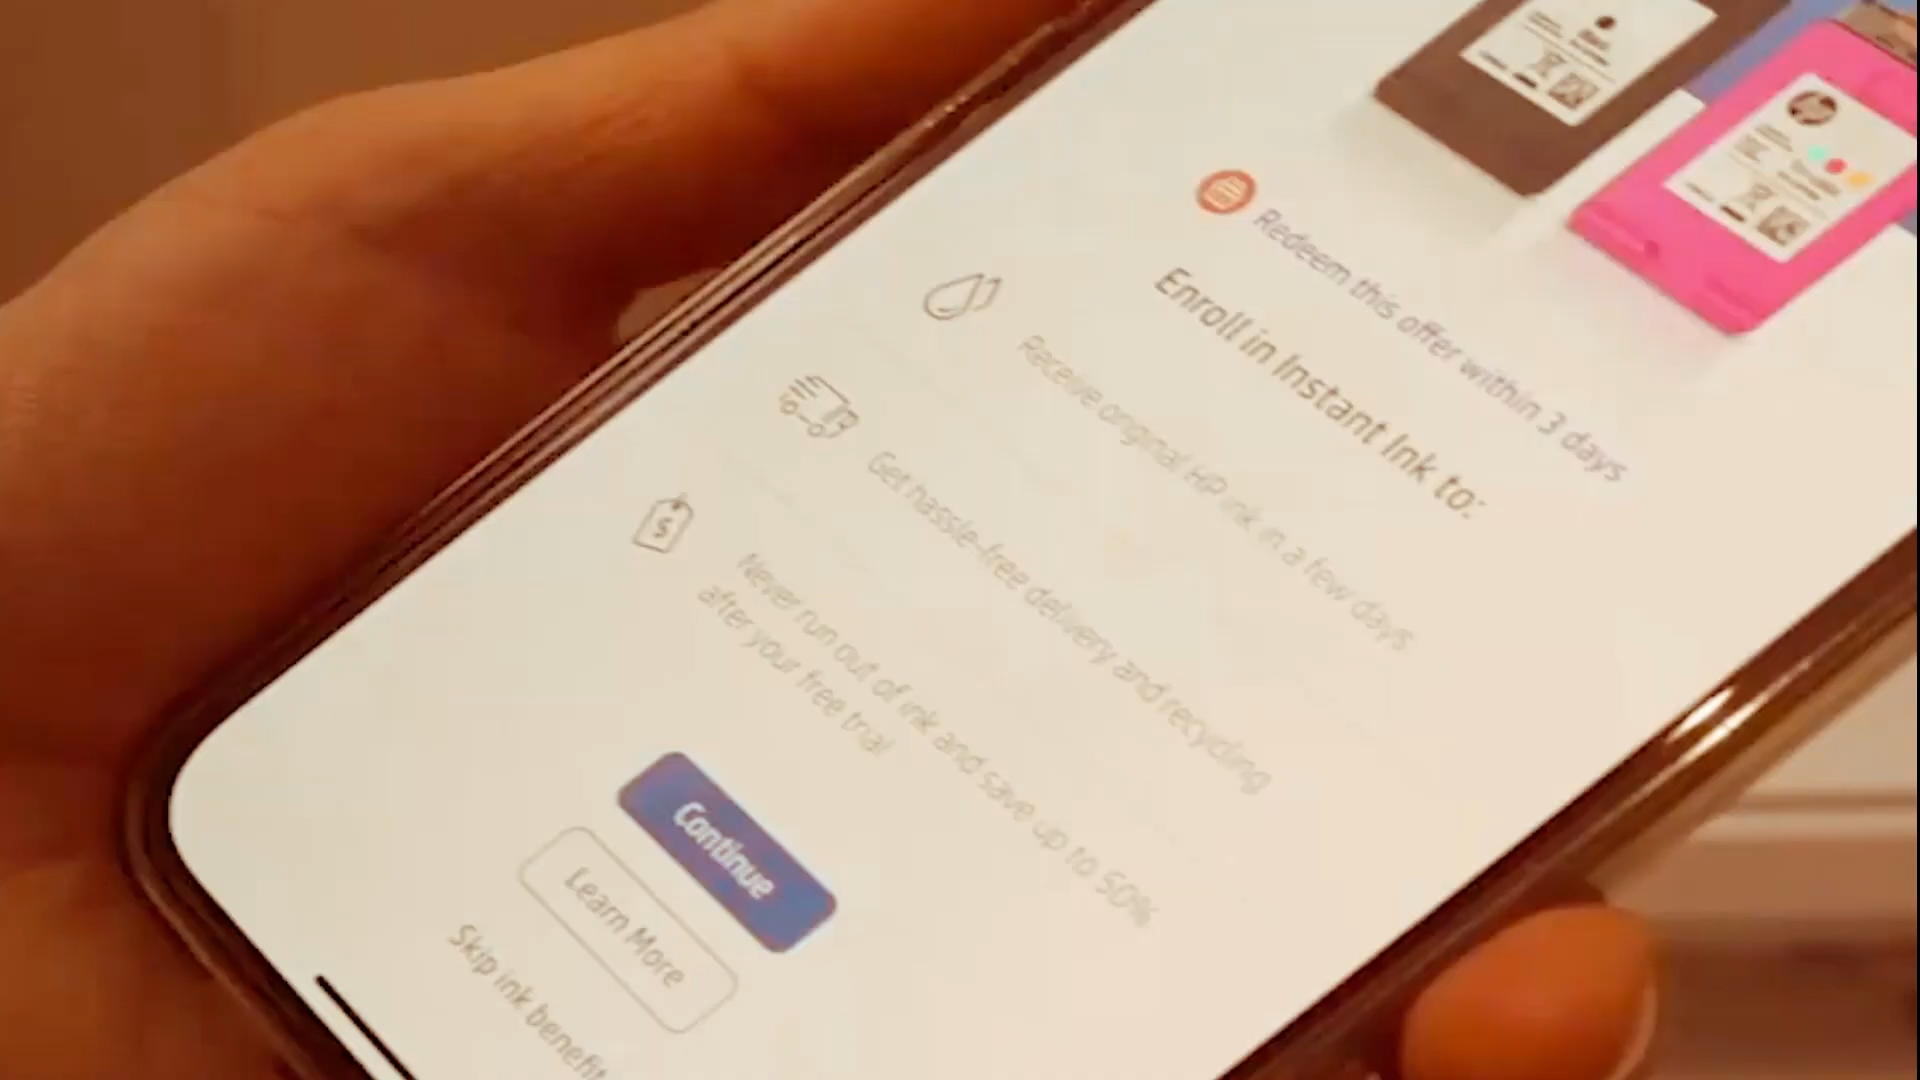 Redeem this offer within 3 days
Enroll in Instant Ink to:
Receive original HP ink in a few days
Get hassle-free delivery and recycling
Never run out of ink and save up to 50%
after your free trial
Continue
Learn More
Skip ink benefit